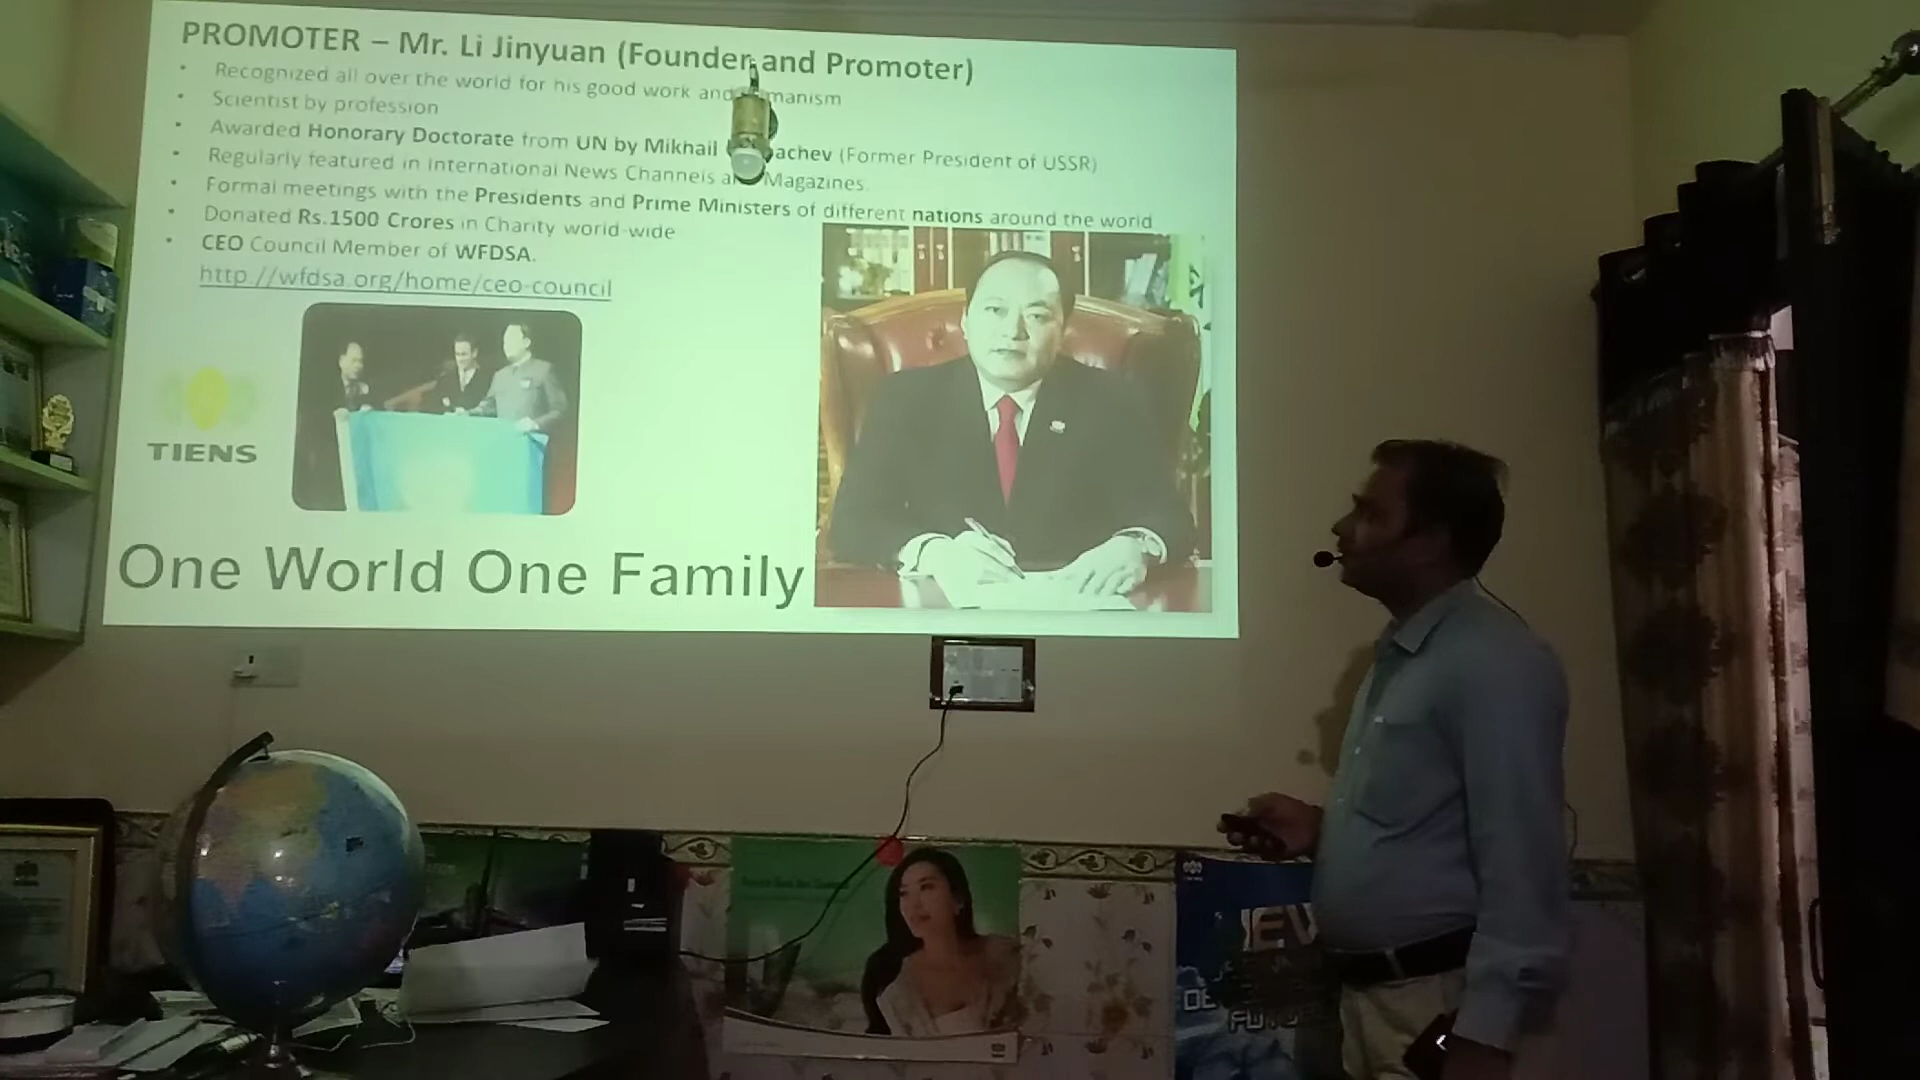 PROMOTER – Mr. Li Jinyuan (Founder and Promoter)
• Recognized all over the world for his good work and manism
• Scientist by profession
• Awarded Honorary Doctorate from UN by Mikhail achev (Former President of USSR)
• Regularly featured in International News Channels a Magazines.
• Formal meetings with the Presidents and Prime Ministers of different nations around the world
• Donated Rs.1500 Crores in Charity world-wide
• CEO Council Member of WFDSA.
http://wfdsa.org/home/ceo-council
TIENS
One World One Family